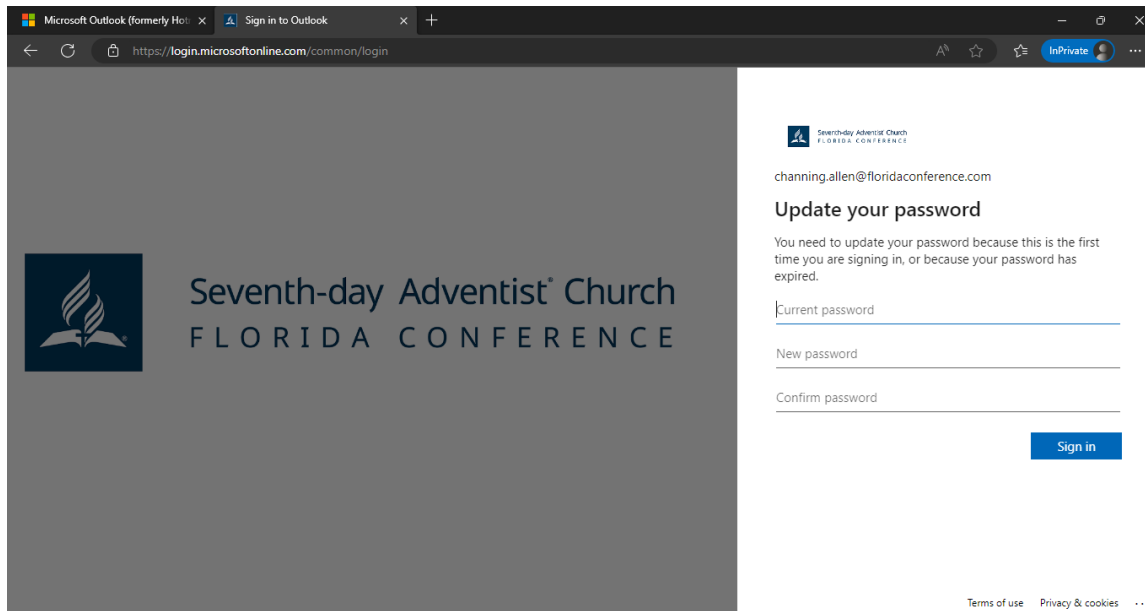 Microsoft Outlook (formerly Hotr
Sign in to Outlook
https://login.microsoftonline.com/common/login
InPrivate
Seventh-day Adventist® Church
FLORIDA CONFERENCE
Seventh-day Adventist® Church
FLORIDA CONFERENCE
channing.allen@floridaconference.com
Update your password
You need to update your password because this is the first
time you are signing in, or because your password has
expired.
Current password
New password
Confirm password
Sign in
Terms of use Privacy & cookies